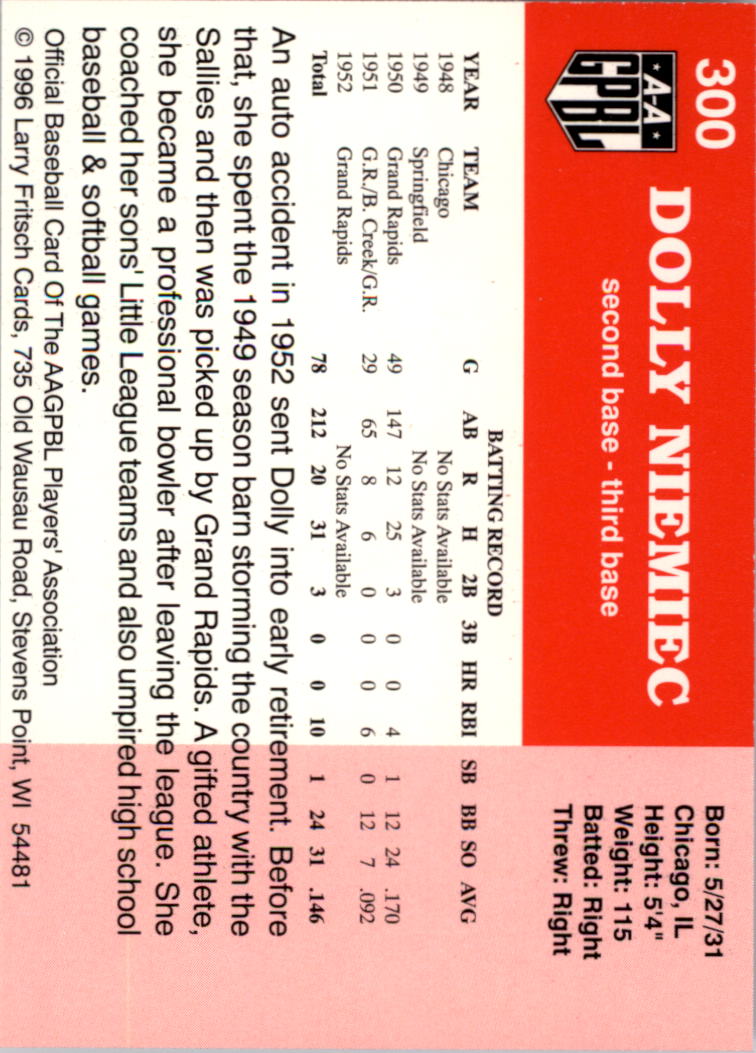 300
A-A
GPBL
DOLLY NIEMIEC
second base - third base
Born: 5/27/31
Chicago, IL
Height: 5'4"
Weight: 115
Batted: Right
Threw: Right
BATTING RECORD
YEAR TEAM G AB R H 2B 3B HR RBI SB BB SO AVG
1948 Chicago No Stats Available
1949 Springfield No Stats Available
1950 Grand Rapids 49 147 12 25 3 0 0 4 1 12 24 .170
1951 G.R./B. Creek/G.R. 29 65 8 6 0 0 0 6 0 12 7 .092
1952 Grand Rapids No Stats Available
Total 78 212 20 31 3 0 0 10 1 24 31 .146
An auto accident in 1952 sent Dolly into early retirement. Before
that, she spent the 1949 season barn storming the country with the
Sallies and then was picked up by Grand Rapids. A gifted athlete,
she became a professional bowler after leaving the league. She
coached her sons' Little League teams and also umpired high school
baseball & softball games.
Official Baseball Card Of The AAGPBL Players' Association
© 1996 Larry Fritsch Cards, 735 Old Wausau Road, Stevens Point, WI 54481